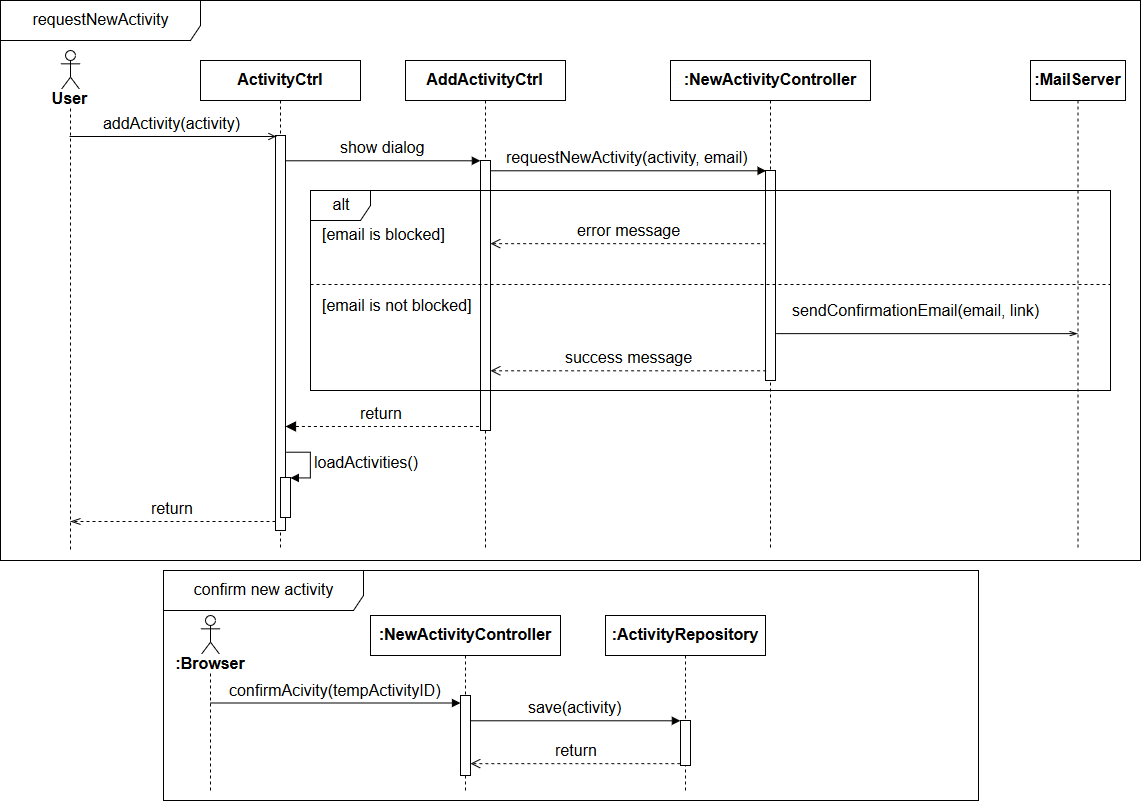 requestNewActivity
User
ActivityCtrl
AddActivityCtrl
:NewActivityController
:MailServer
addActivity(activity)
show dialog
requestNewActivity(activity, email)
alt
[email is blocked]
error message
[email is not blocked]
sendConfirmationEmail(email, link)
success message
return
loadActivities()
return
confirm new activity
:Browser
:NewActivityController
:ActivityRepository
confirmAcivity(tempActivityID)
save(activity)
return